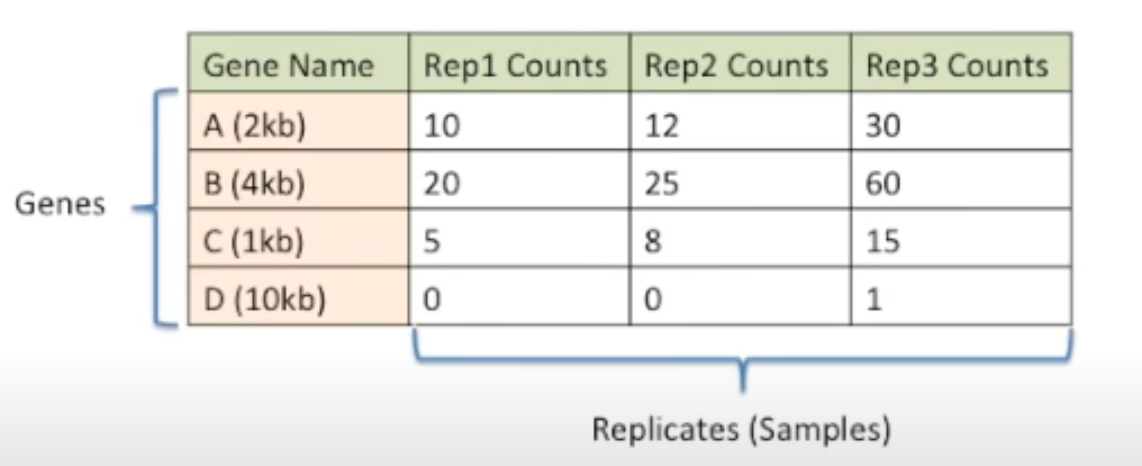 Gene Name Rep1 Counts Rep2 Counts Rep3 Counts
A (2kb) 10 12 30
B (4kb) 20 25 60
Genes
C (1kb) 5 8 15
D (10kb) 0 0 1
Replicates (Samples)